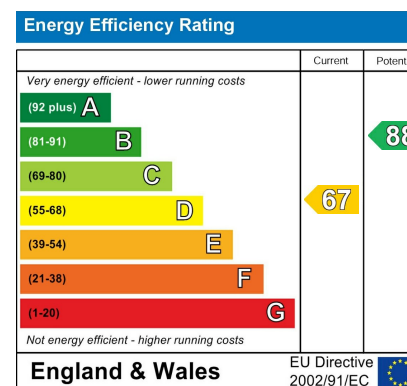 Energy Efficiency Rating
Current Potent
Very energy efficient - lower running costs
(92 plus) A
(81-91) B
88
(69-80) C
(55-68) D
67
(39-54) E
(21-38) F
(1-20) G
Not energy efficient - higher running costs
England & Wales
EU Directive
2002/91/EC